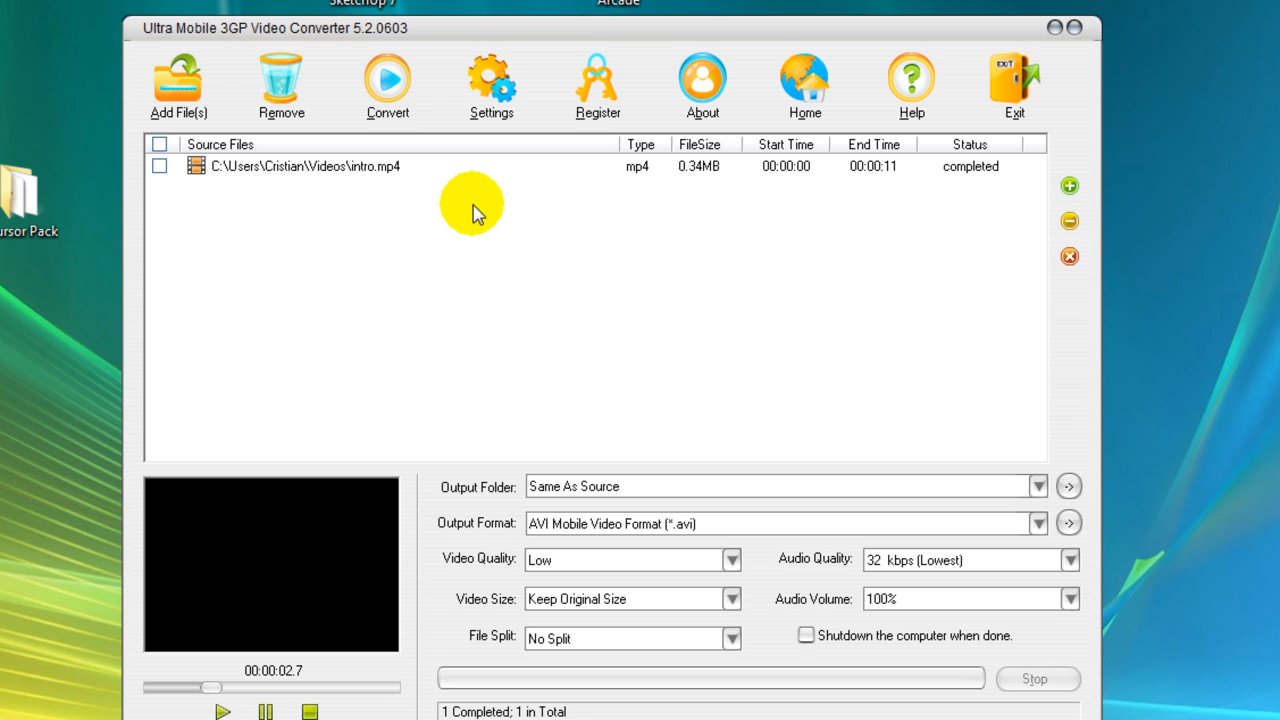 SketchUp 7
Arcade
Ultra Mobile 3GP Video Converter 5.2.0603
EXIT
Add File(s) Remove Convert Settings Register About Home Help Exit
Source Files Type FileSize Start Time End Time Status
C:\Users\Cristian\Videos\intro.mp4 mp4 0.34MB 00:00:00 00:00:11 completed
ursor Pack
Output Folder: Same As Source
Output Format: AVI Mobile Video Format (*.avi)
Video Quality: Low Audio Quality: 32 kbps (Lowest)
Video Size: Keep Original Size Audio Volume: 100%
File Split: No Split Shutdown the computer when done.
00:00:02.7
Stop
1 Completed; 1 in Total